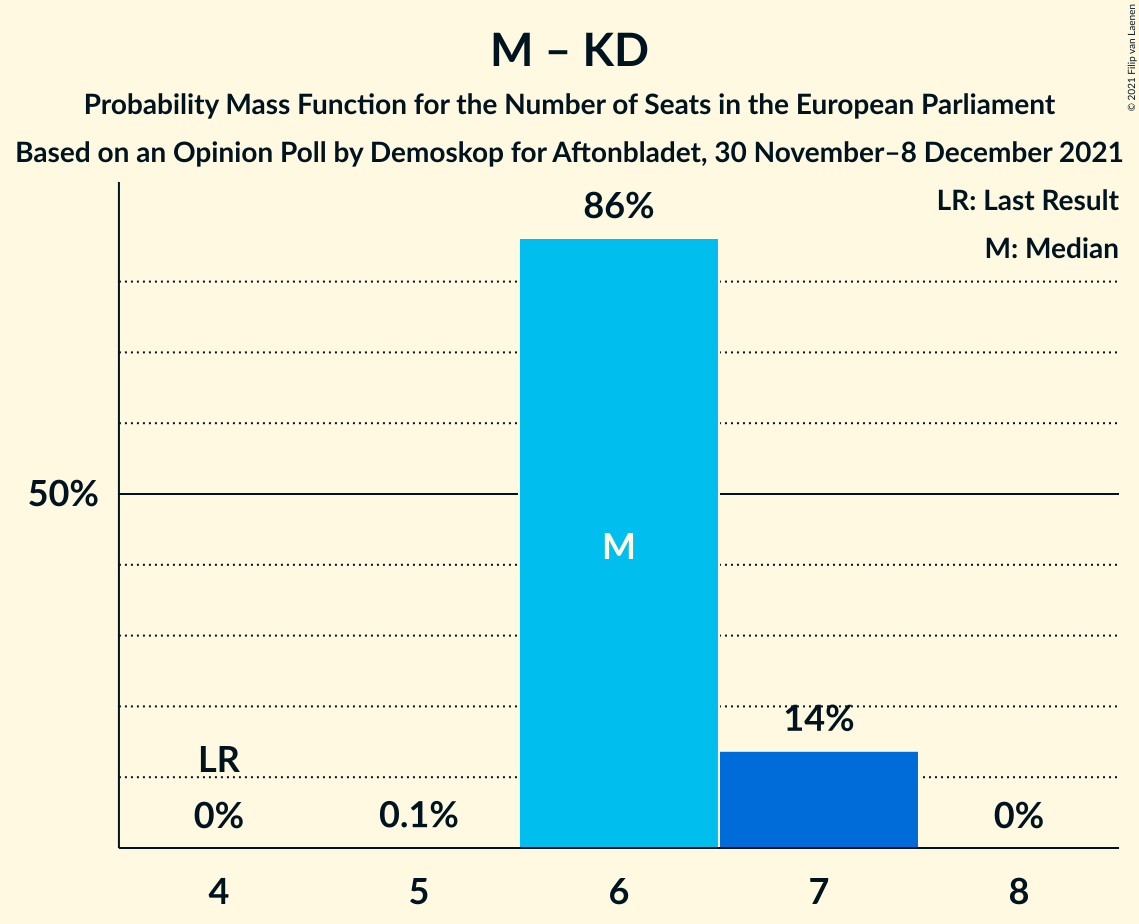 M – KD
Probability Mass Function for the Number of Seats in the European Parliament
Based on an Opinion Poll by Demoskop for Aftonbladet, 30 November–8 December 2021
© 2021 Filip van Laenen
LR: Last Result
M: Median
86%
50%
M
14%
LR
0%
0.1%
0%
4
5
6
7
8